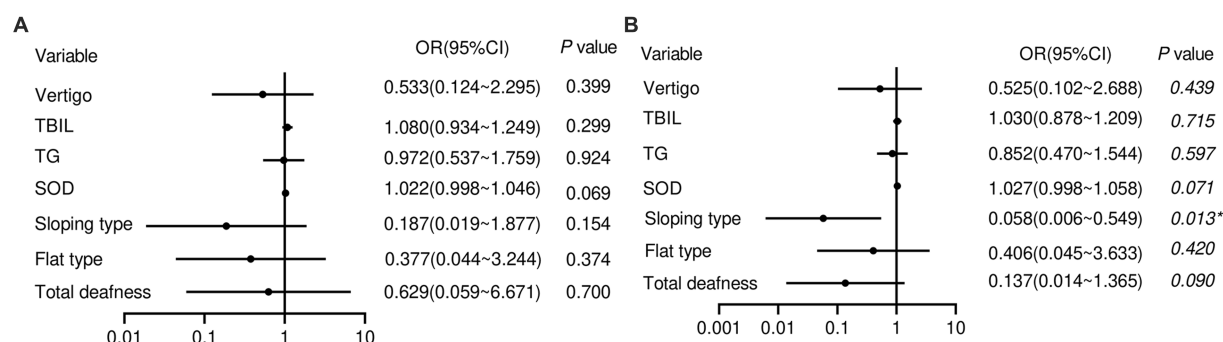 A
Variable OR(95%CI) P value
Vertigo 0.533(0.124~2.295) 0.399
TBIL 1.080(0.934~1.249) 0.299
TG 0.972(0.537~1.759) 0.924
SOD 1.022(0.998~1.046) 0.069
Sloping type 0.187(0.019~1.877) 0.154
Flat type 0.377(0.044~3.244) 0.374
Total deafness 0.629(0.059~6.671) 0.700
0.01 0.1 1 10
B
Variable OR(95%CI) P value
Vertigo 0.525(0.102~2.688) 0.439
TBIL 1.030(0.878~1.209) 0.715
TG 0.852(0.470~1.544) 0.597
SOD 1.027(0.998~1.058) 0.071
Sloping type 0.058(0.006~0.549) 0.013*
Flat type 0.406(0.045~3.633) 0.420
Total deafness 0.137(0.014~1.365) 0.090
0.001 0.01 0.1 1 10